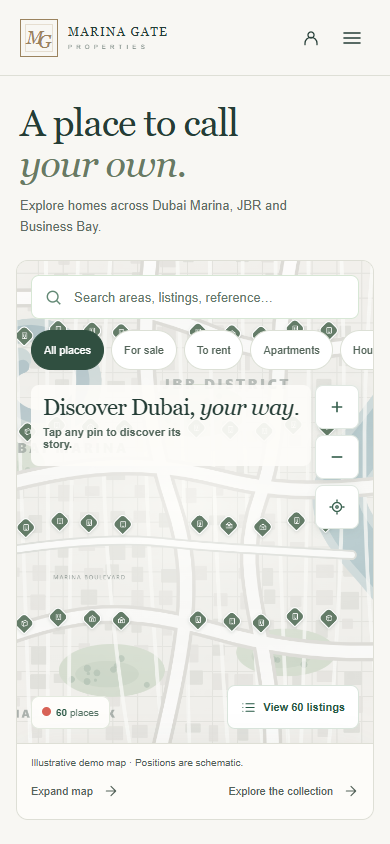 MG
MARINA GATE
PROPERTIES
A place to call
your own.
Explore homes across Dubai Marina, JBR and
Business Bay.
Search areas, listings, reference…
All places
For sale
To rent
Apartments
Hou
JBR DISTRICT
Discover Dubai, your way.
Tap any pin to discover its
story.
MARINA BOULEVARD
60 places
View 60 listings
Illustrative demo map · Positions are schematic.
Expand map
Explore the collection